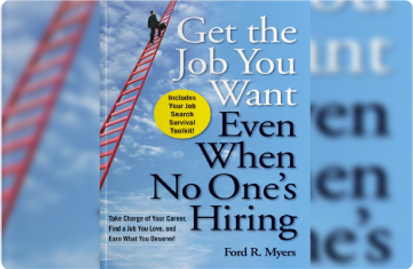 Get the
Job You
Want
Even
When
No One's
Hiring
Includes
Your Job
Search
Survival
Toolkit!
Take Charge of Your Career,
Find a Job You Love, and
Earn What You Deserve!
Ford R. Myers